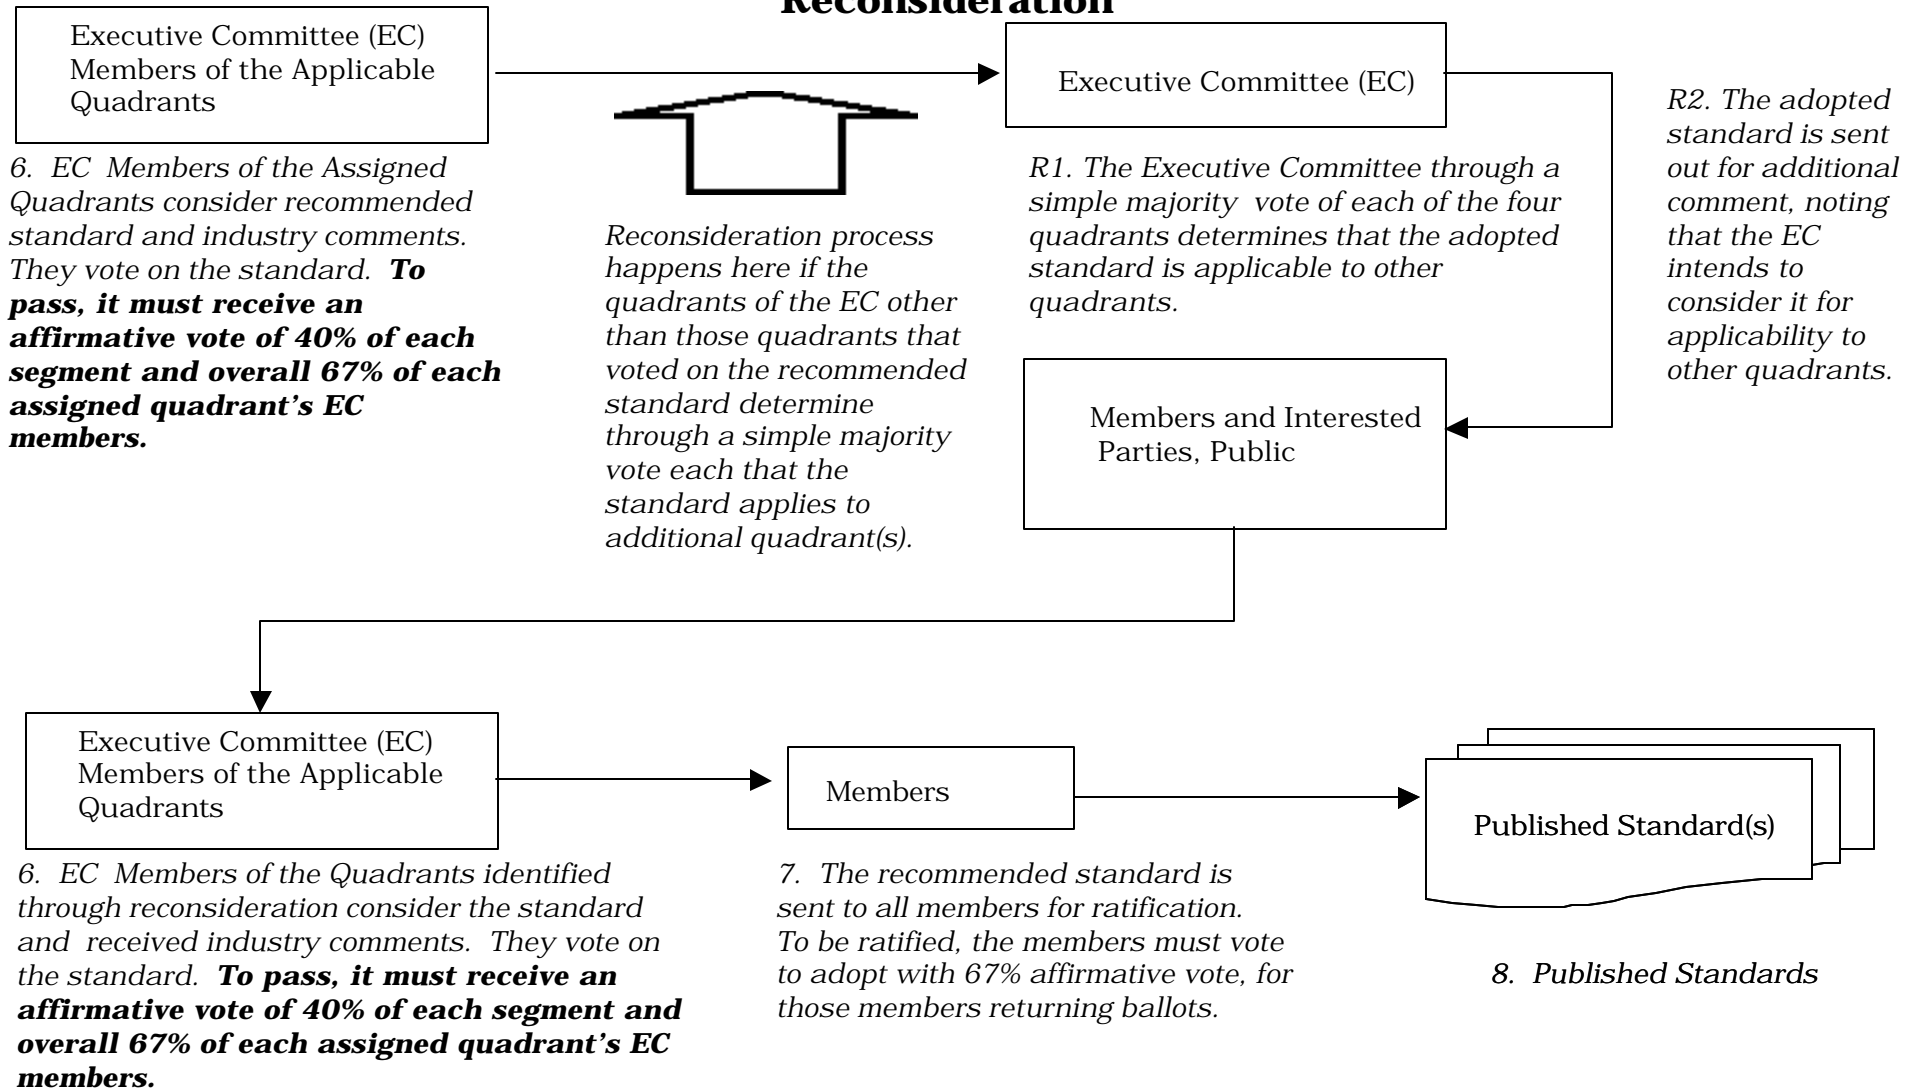 Reconsideration
Executive Committee (EC)
Members of the Applicable
Quadrants
6. EC Members of the Assigned
Quadrants consider recommended
standard and industry comments.
They vote on the standard. To
pass, it must receive an
affirmative vote of 40% of each
segment and overall 67% of each
assigned quadrant's EC
members.
Reconsideration process
happens here if the
quadrants of the EC other
than those quadrants that
voted on the recommended
standard determine
through a simple majority
vote each that the
standard applies to
additional quadrant(s).
Executive Committee (EC)
R1. The Executive Committee through a
simple majority vote of each of the four
quadrants determines that the adopted
standard is applicable to other
quadrants.
R2. The adopted
standard is sent
out for additional
comment, noting
that the EC
intends to
consider it for
applicability to
other quadrants.
Members and Interested
Parties, Public
Executive Committee (EC)
Members of the Applicable
Quadrants
6. EC Members of the Quadrants identified
through reconsideration consider the standard
and received industry comments. They vote on
the standard. To pass, it must receive an
affirmative vote of 40% of each segment and
overall 67% of each assigned quadrant's EC
members.
Members
7. The recommended standard is
sent to all members for ratification.
To be ratified, the members must vote
to adopt with 67% affirmative vote, for
those members returning ballots.
Published Standard(s)
8. Published Standards